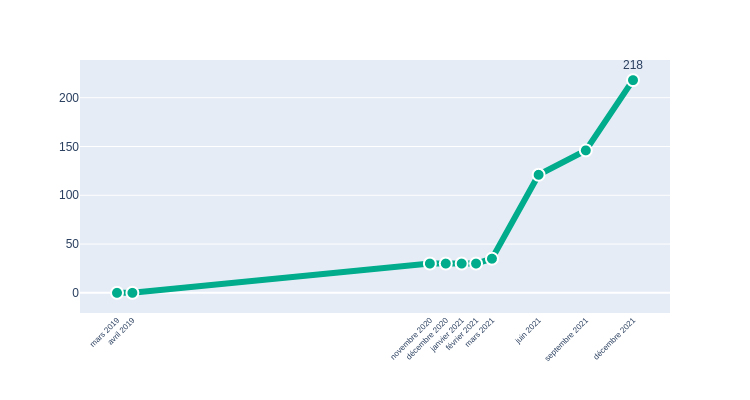 218
200
150
100
50
0
mars 2019
avril 2019
novembre 2020
décembre 2020
janvier 2021
février 2021
mars 2021
juin 2021
septembre 2021
décembre 2021